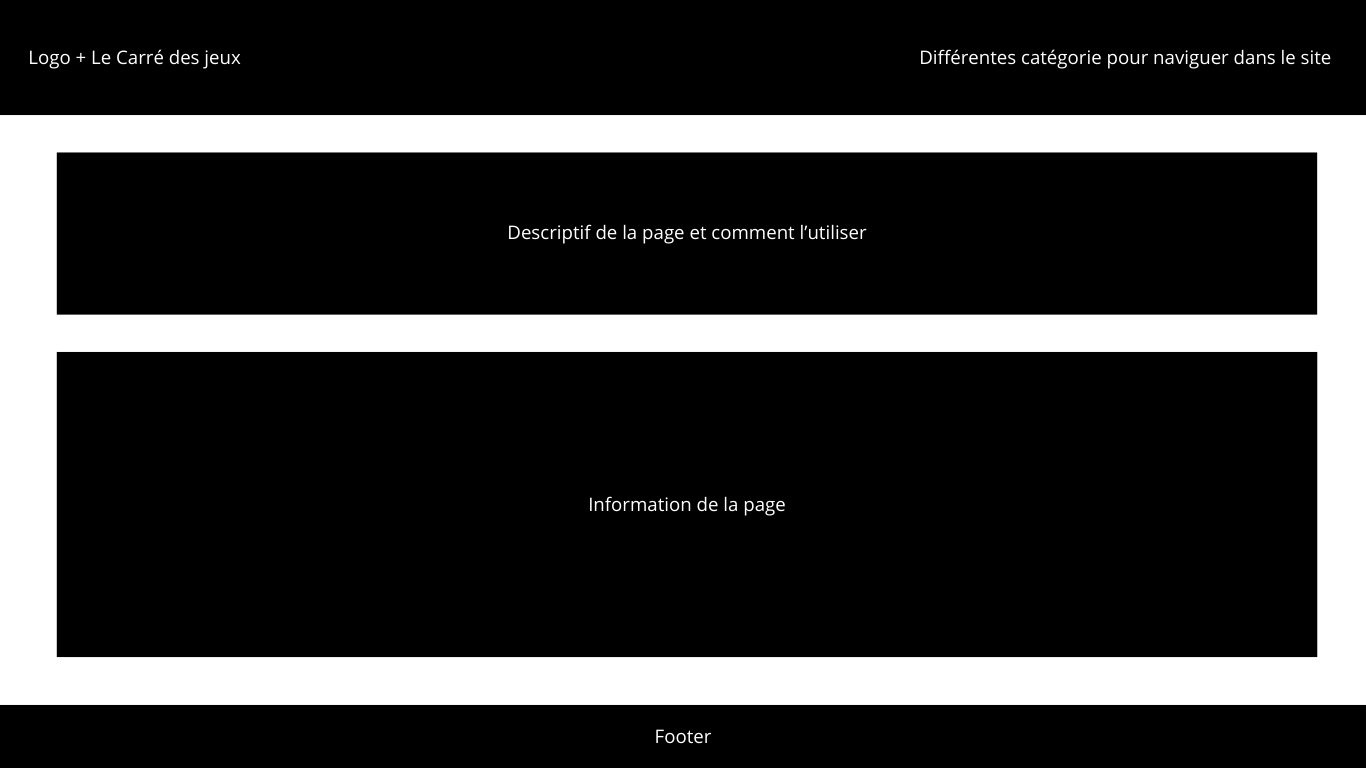 Logo + Le Carré des jeux
Différentes catégorie pour naviguer dans le site
Descriptif de la page et comment l’utiliser
Information de la page
Footer